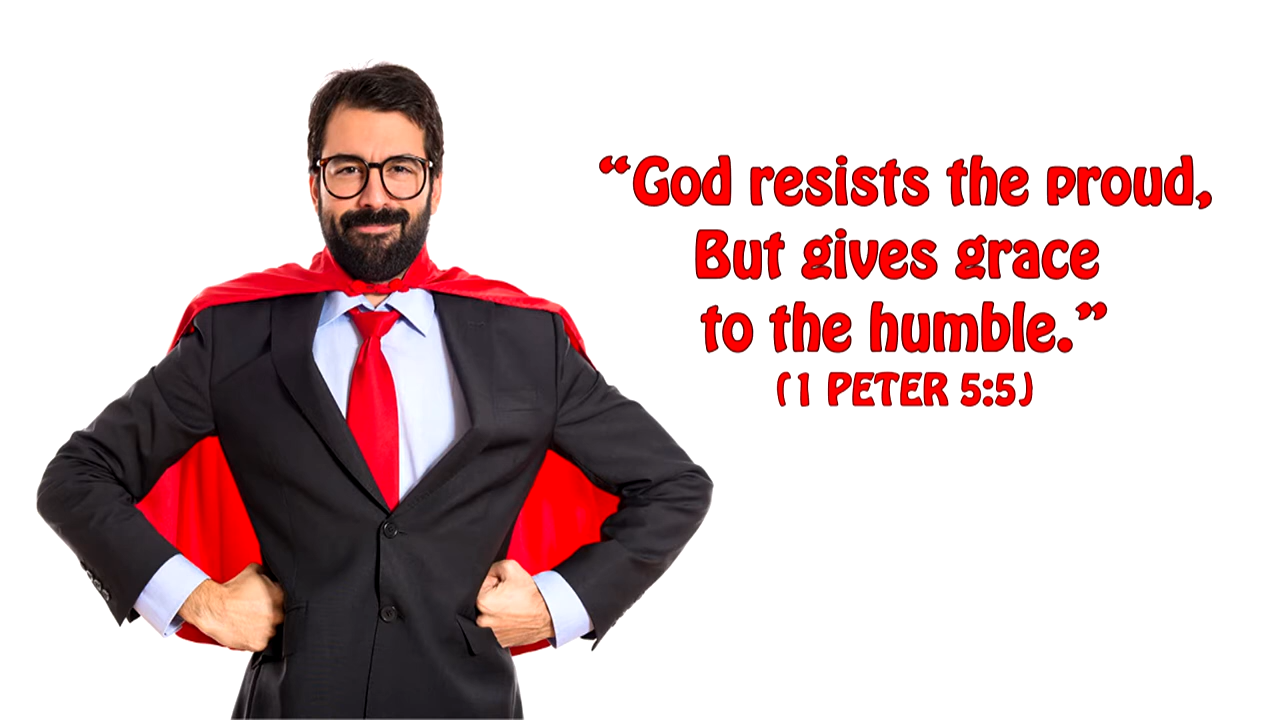 “God resists the proud,
But gives grace
to the humble.”
(1 PETER 5:5)